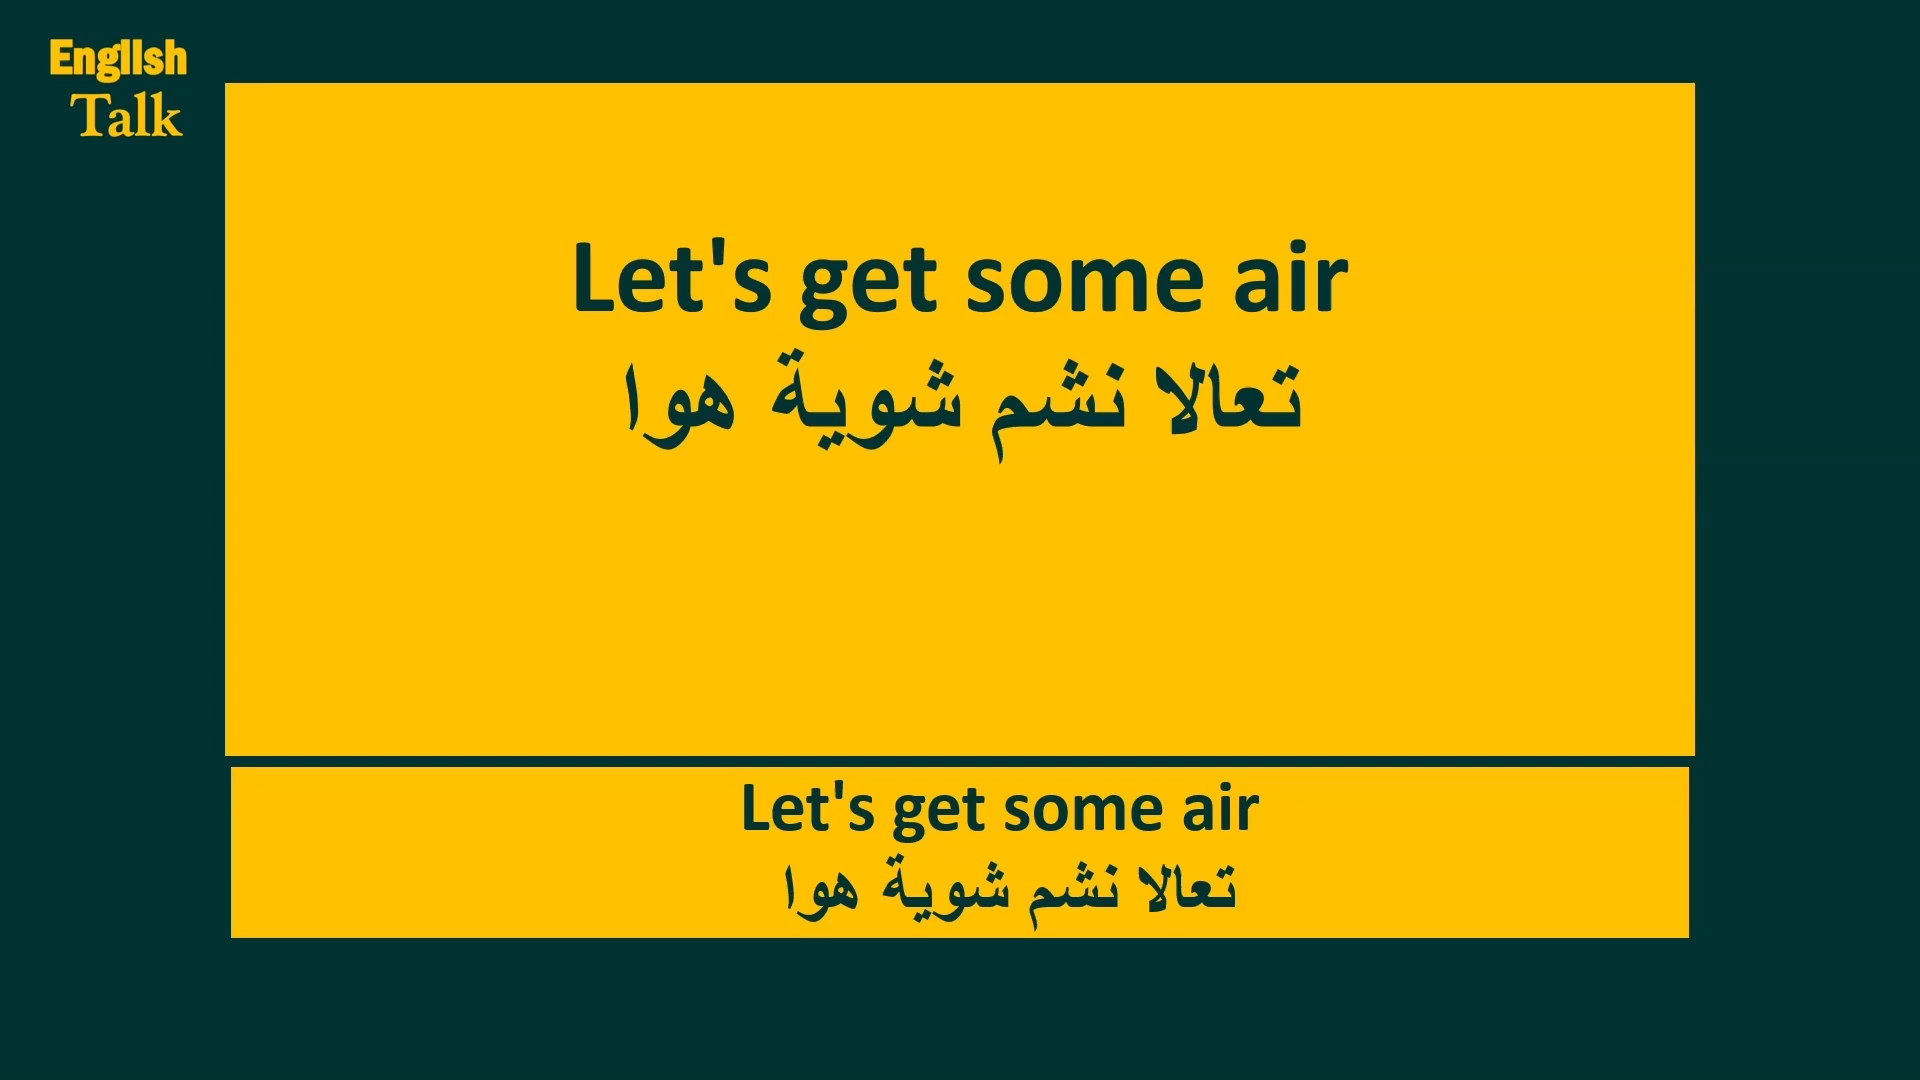 English
Talk
Let's get some air
تعالا نشم شوية هوا
Let's get some air
تعالا نشم شوية هوا